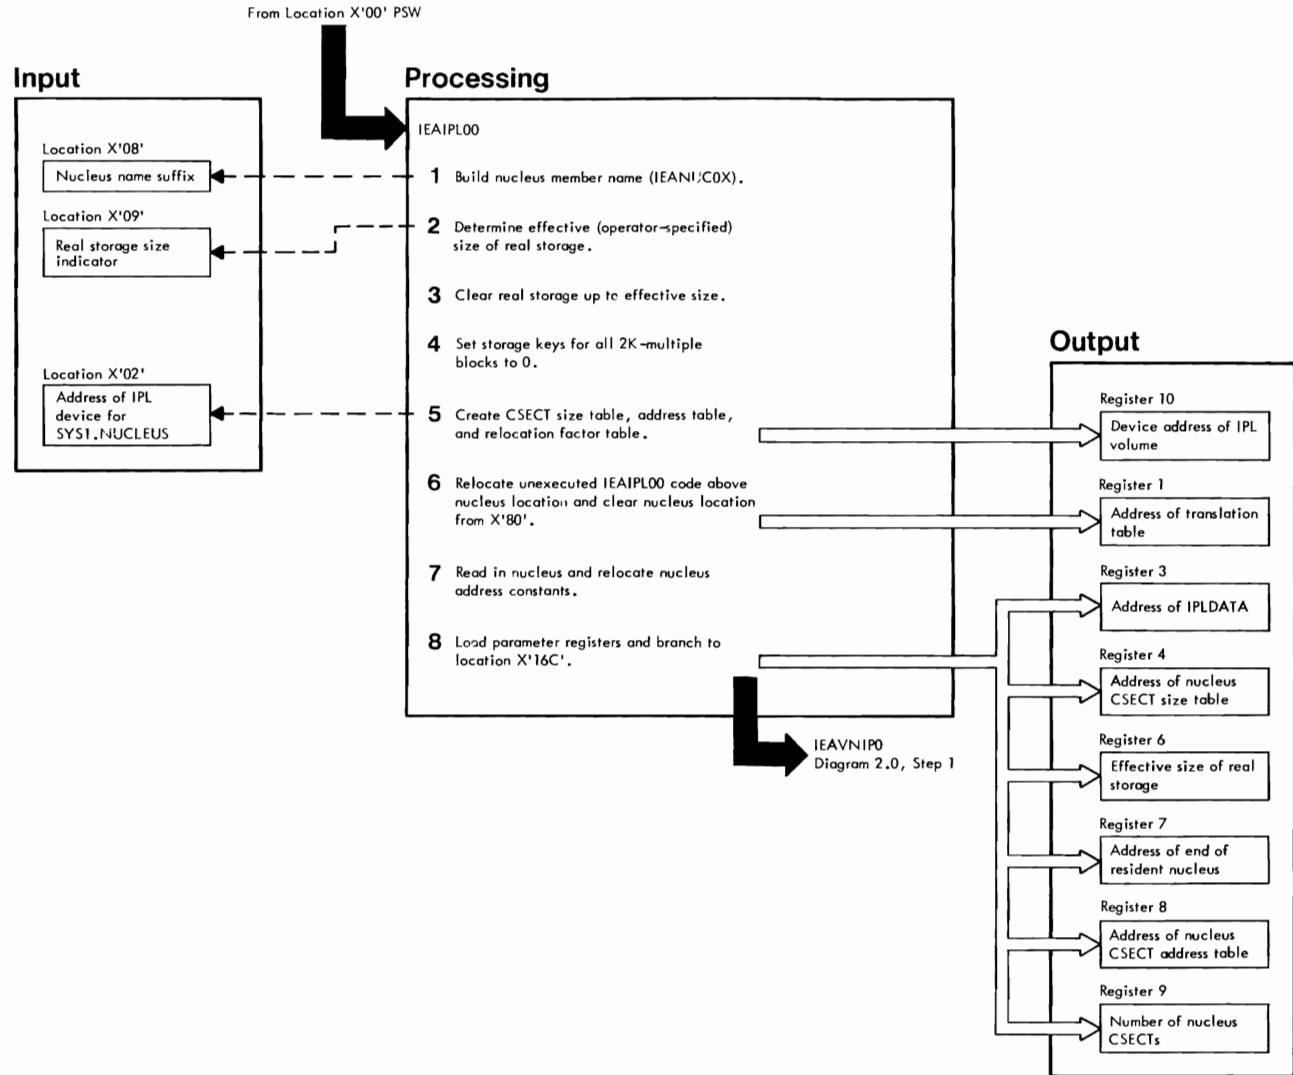 From Location X'00' PSW
Input
Location X'08'
Nucleus name suffix
Location X'09'
Real storage size
indicator
Location X'02'
Address of IPL
device for
SYS1.NUCLEUS
Processing
IEAIPL00
1 Build nucleus member name (IEANUC0X).
2 Determine effective (operator-specified)
size of real storage.
3 Clear real storage up to effective size.
4 Set storage keys for all 2K-multiple
blocks to 0.
5 Create CSECT size table, address table,
and relocation factor table.
6 Relocate unexecuted IEAIPL00 code above
nucleus location and clear nucleus location
from X'80'.
7 Read in nucleus and relocate nucleus
address constants.
8 Load parameter registers and branch to
location X'16C'.
IEAVNIP0
Diagram 2.0, Step 1
Output
Register 10
Device address of IPL
volume
Register 1
Address of translation
table
Register 3
Address of IPLDATA
Register 4
Address of nucleus
CSECT size table
Register 6
Effective size of real
storage
Register 7
Address of end of
resident nucleus
Register 8
Address of nucleus
CSECT address table
Register 9
Number of nucleus
CSECTs